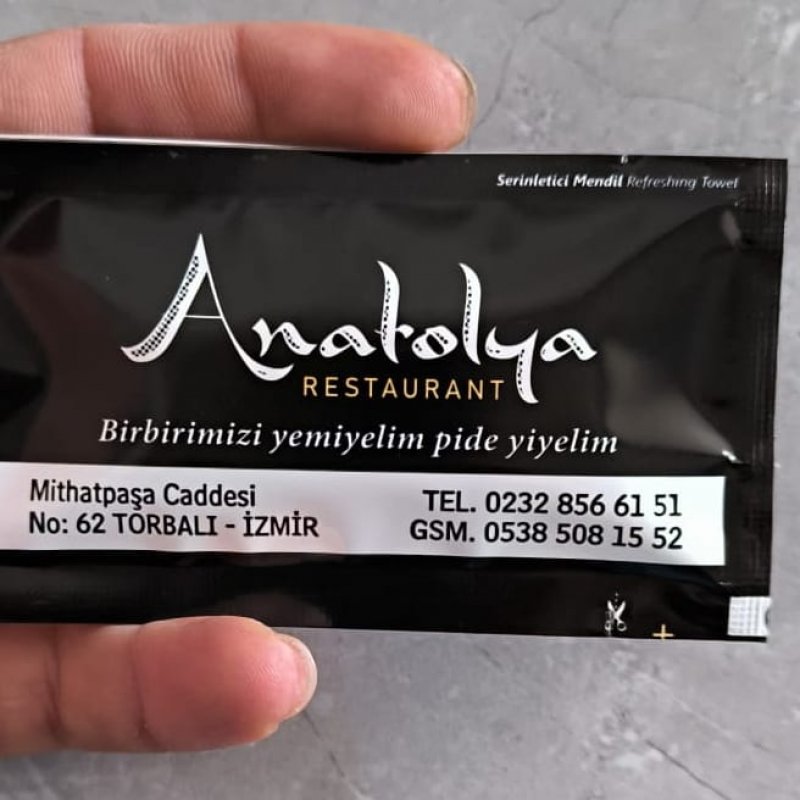 Serinletici Mendil Refreshing Towel
Anatolya
RESTAURANT
Birbirimizi yemiyelim pide yiyelim
Mithatpaşa Caddesi
No: 62 TORBALI - İZMİR
TEL. 0232 856 61 51
GSM. 0538 508 15 52